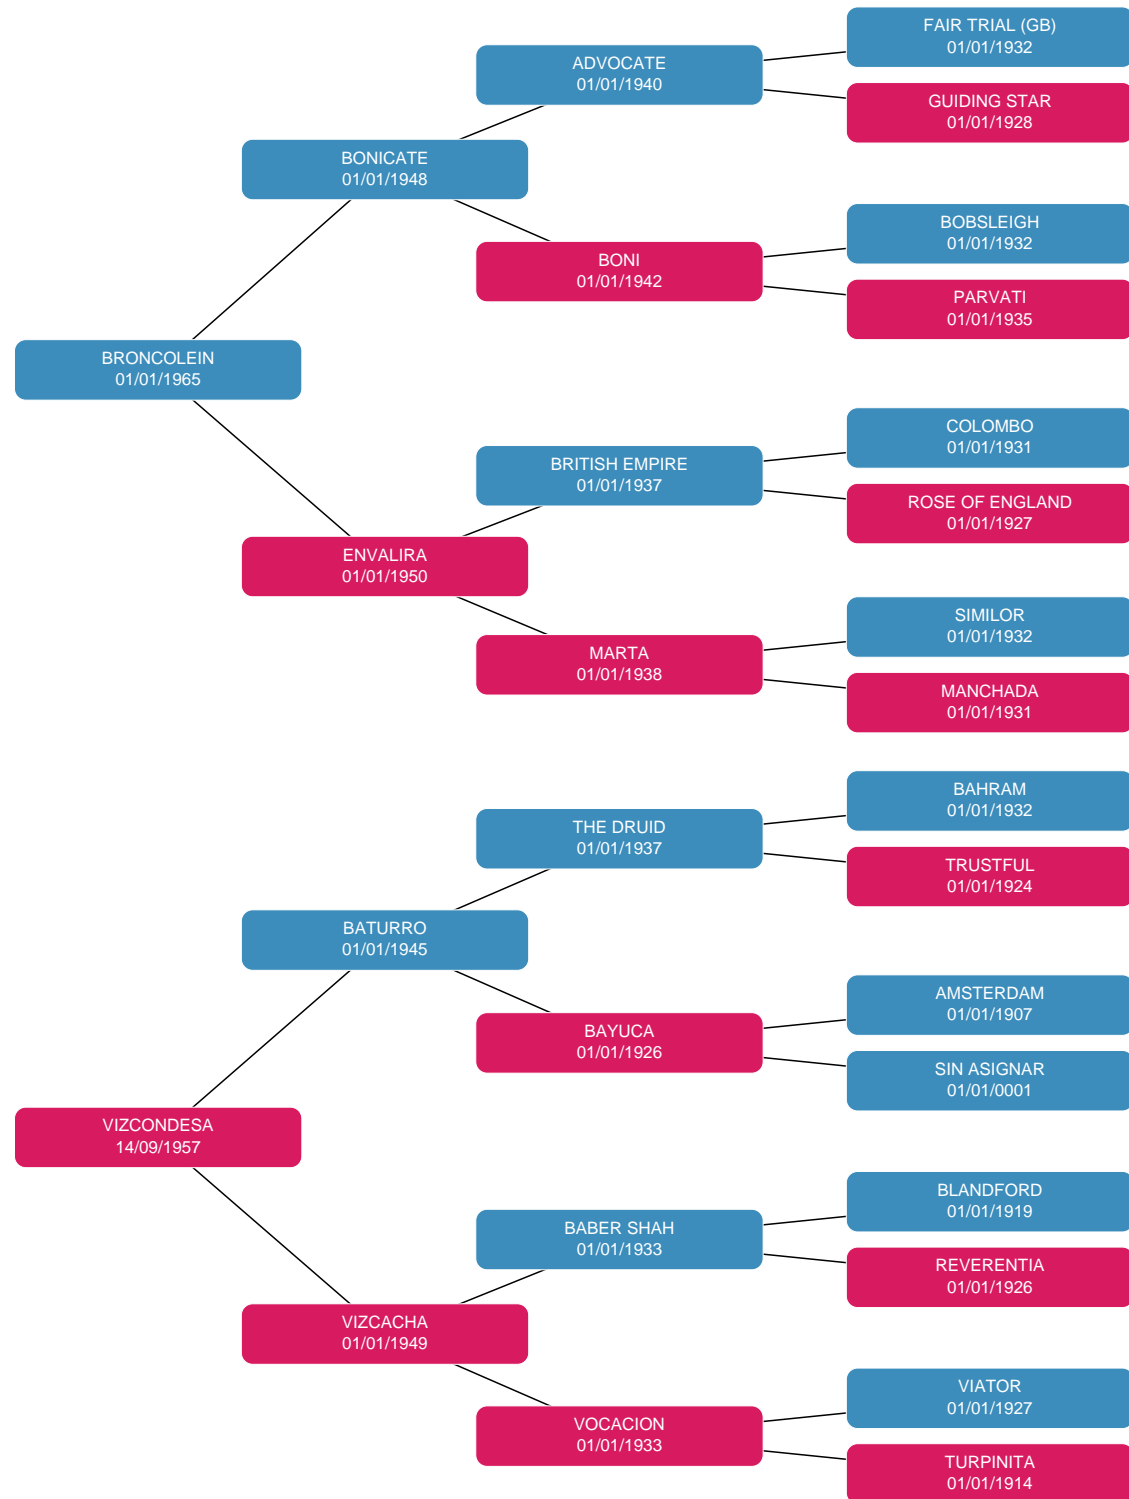 FAIR TRIAL (GB)
01/01/1932
ADVOCATE
01/01/1940
GUIDING STAR
01/01/1928
BONICATE
01/01/1948
BOBSLEIGH
01/01/1932
BONI
01/01/1942
PARVATI
01/01/1935
BRONCOLEIN
01/01/1965
COLOMBO
01/01/1931
BRITISH EMPIRE
01/01/1937
ROSE OF ENGLAND
01/01/1927
ENVALIRA
01/01/1950
SIMILOR
01/01/1932
MARTA
01/01/1938
MANCHADA
01/01/1931
BAHRAM
01/01/1932
THE DRUID
01/01/1937
TRUSTFUL
01/01/1924
BATURRO
01/01/1945
AMSTERDAM
01/01/1907
BAYUCA
01/01/1926
SIN ASIGNAR
01/01/0001
VIZCONDESA
14/09/1957
BLANDFORD
01/01/1919
BABER SHAH
01/01/1933
REVERENTIA
01/01/1926
VIZCACHA
01/01/1949
VIATOR
01/01/1927
VOCACION
01/01/1933
TURPINITA
01/01/1914